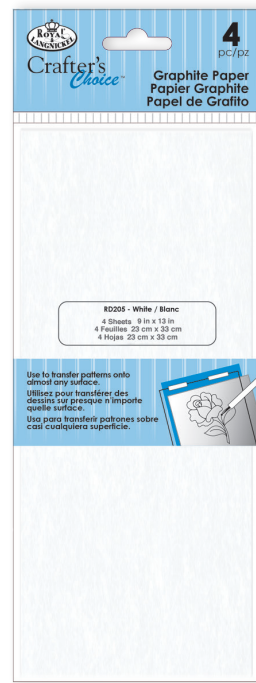 ROYAL &
LANGNICKEL
4
pc/pz
Crafter's
Choice™
Graphite Paper
Papier Graphite
Papel de Grafito
RD205 - White / Blanc
4 Sheets 9 in x 13 in
4 Feuilles 23 cm x 33 cm
4 Hojas 23 cm x 33 cm
Use to transfer patterns onto
almost any surface.
Utilisez pour transférer des
dessins sur presque n'importe
quelle surface.
Usa para transferir patrones sobre
casi cualquiera superficie.